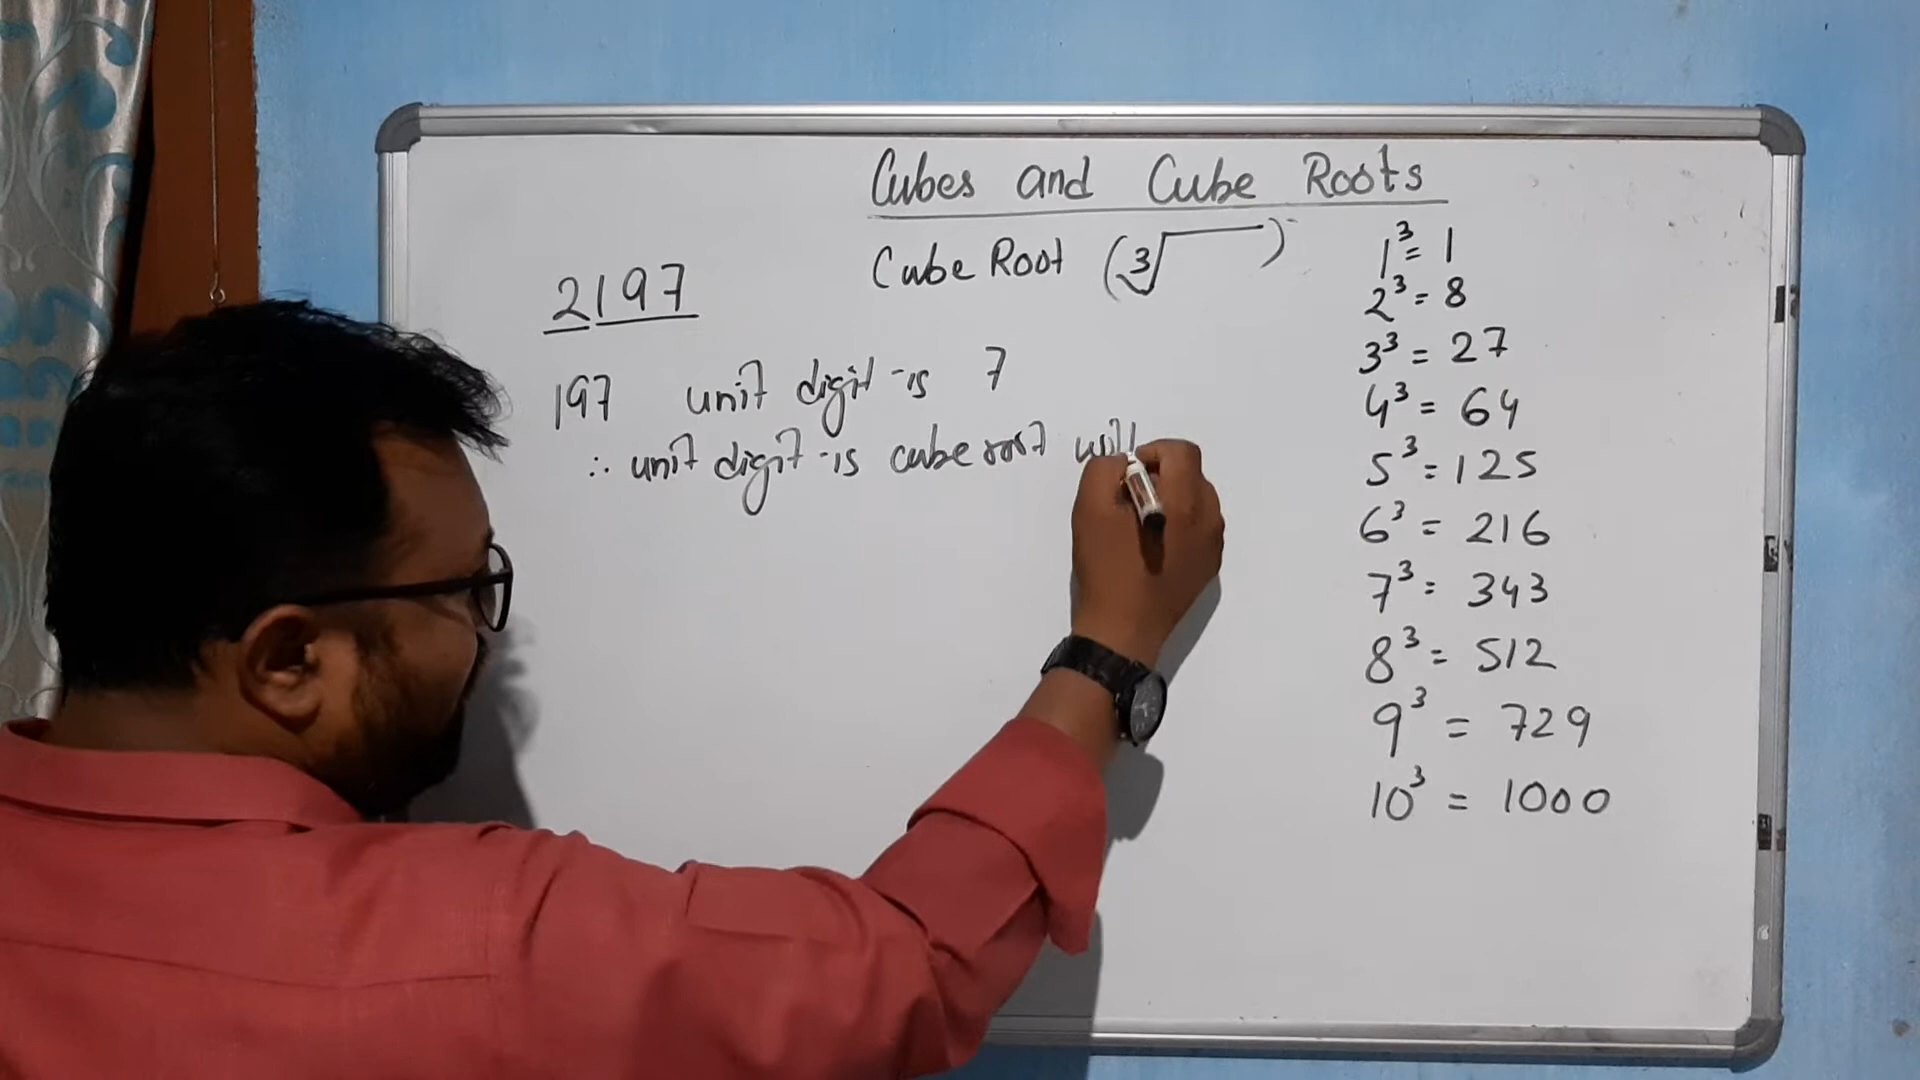 Cubes and Cube Roots
Cube Root (∛ )
2197
197 unit digit is 7
∴ unit digit is cube root will
1³ = 1
2³ = 8
3³ = 27
4³ = 64
5³ = 125
6³ = 216
7³ = 343
8³ = 512
9³ = 729
10³ = 1000